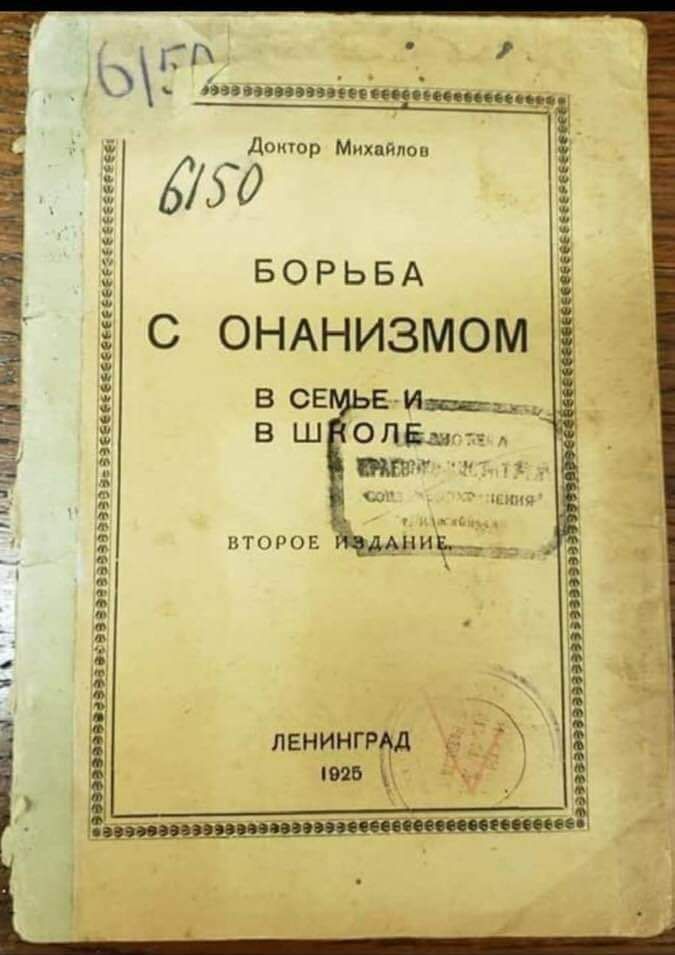 6150
Доктор Михайлов
6150
БОРЬБА
С ОНАНИЗМОМ
В СЕМЬЕ И
В ШКОЛЕ
ВТОРОЕ ИЗДАНИЕ.
ЛЕНИНГРАД
1925